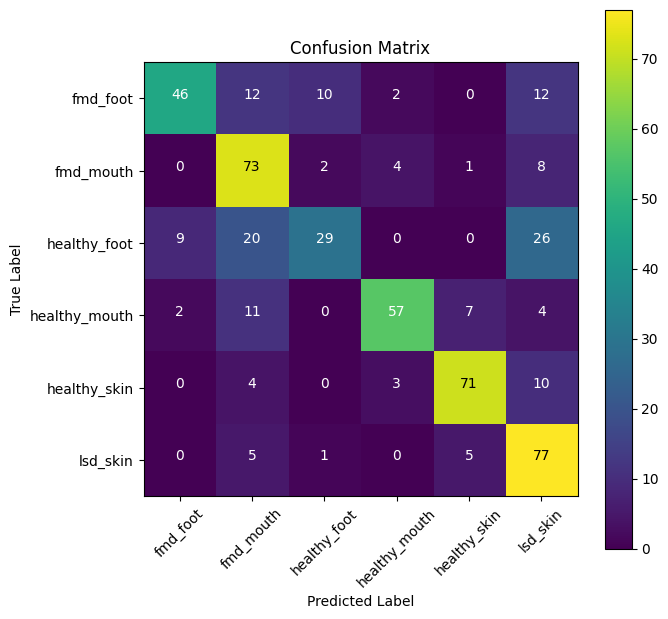 Confusion Matrix
True Label
fmd_foot 46 12 10 2 0 12
fmd_mouth 0 73 2 4 1 8
healthy_foot 9 20 29 0 0 26
healthy_mouth 2 11 0 57 7 4
healthy_skin 0 4 0 3 71 10
lsd_skin 0 5 1 0 5 77
fmd_foot fmd_mouth healthy_foot healthy_mouth healthy_skin lsd_skin
Predicted Label
70
60
50
40
30
20
10
0